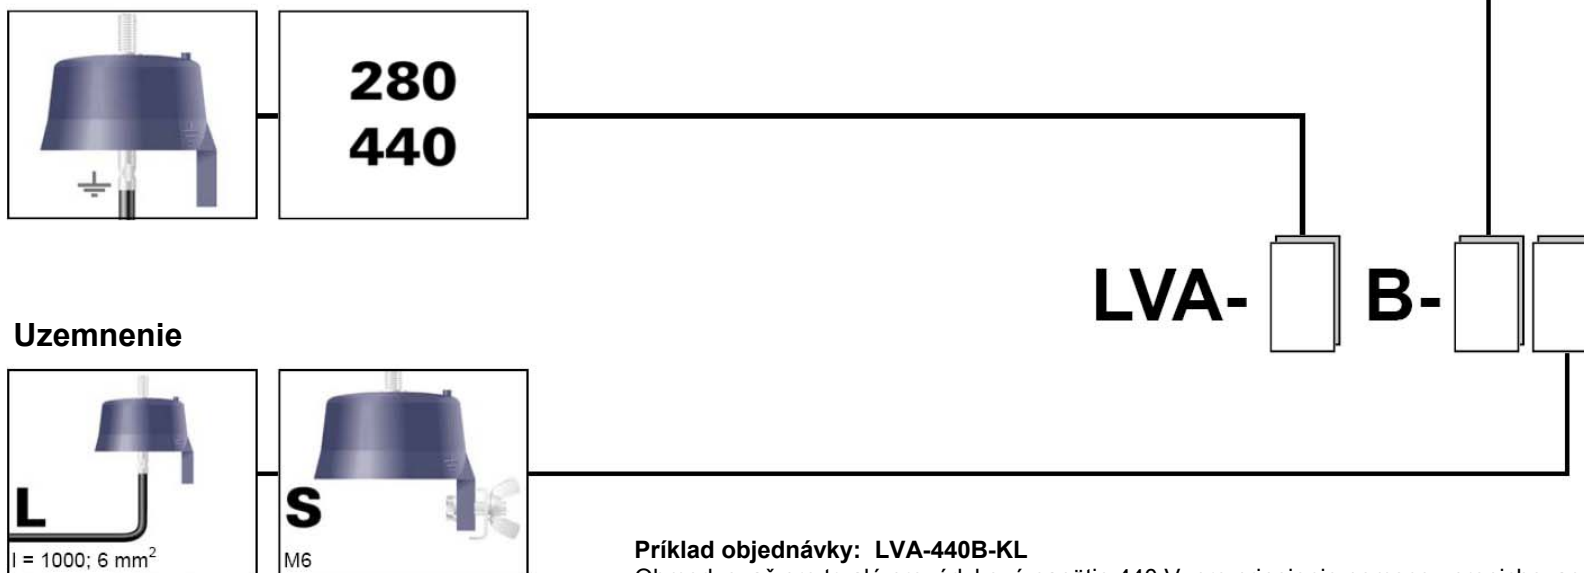 280
440
LVA- B-
Uzemnenie
L
l = 1000; 6 mm²
S
M6
Príklad objednávky: LVA-440B-KL